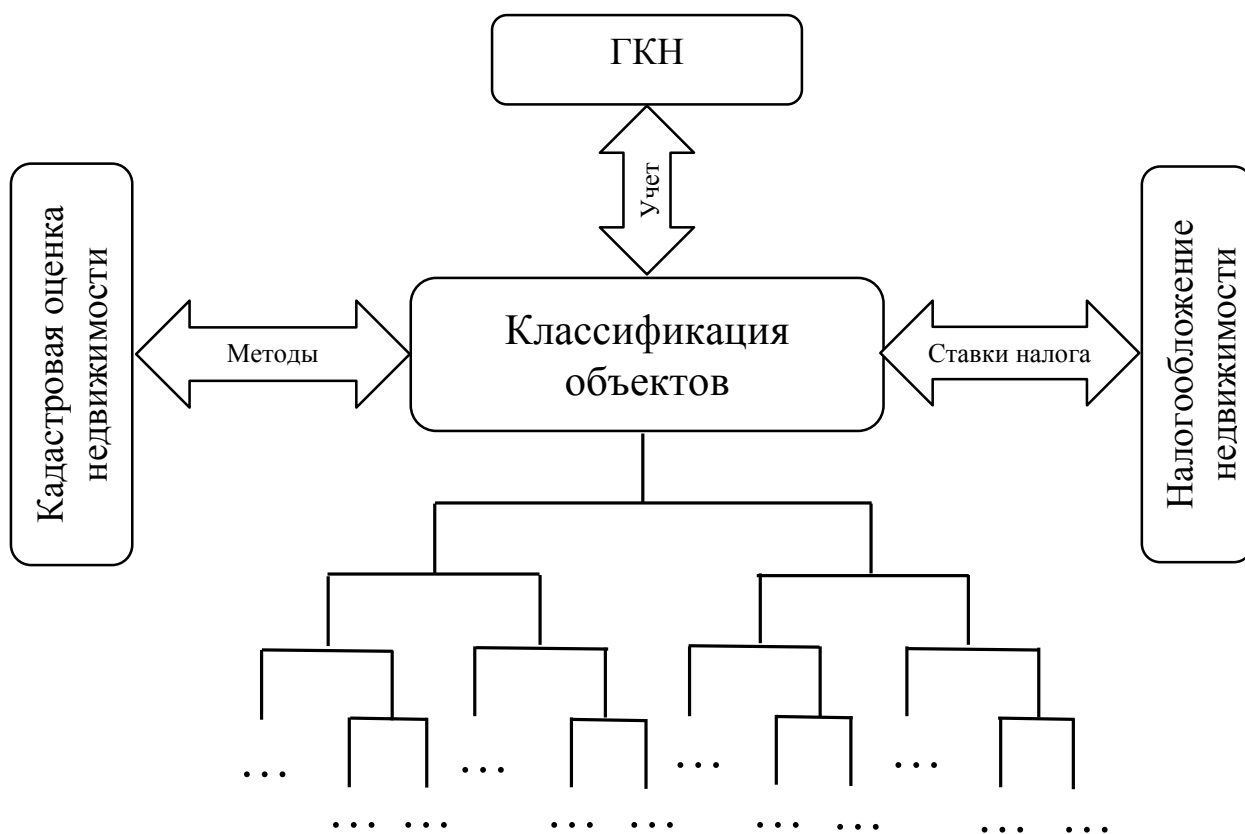 ГКН
Учет
Кадастровая оценка
недвижимости
Методы
Классификация
объектов
Ставки налога
Налогообложение
недвижимости
... ... ... ...
... ... ... ... ... ... ... ...